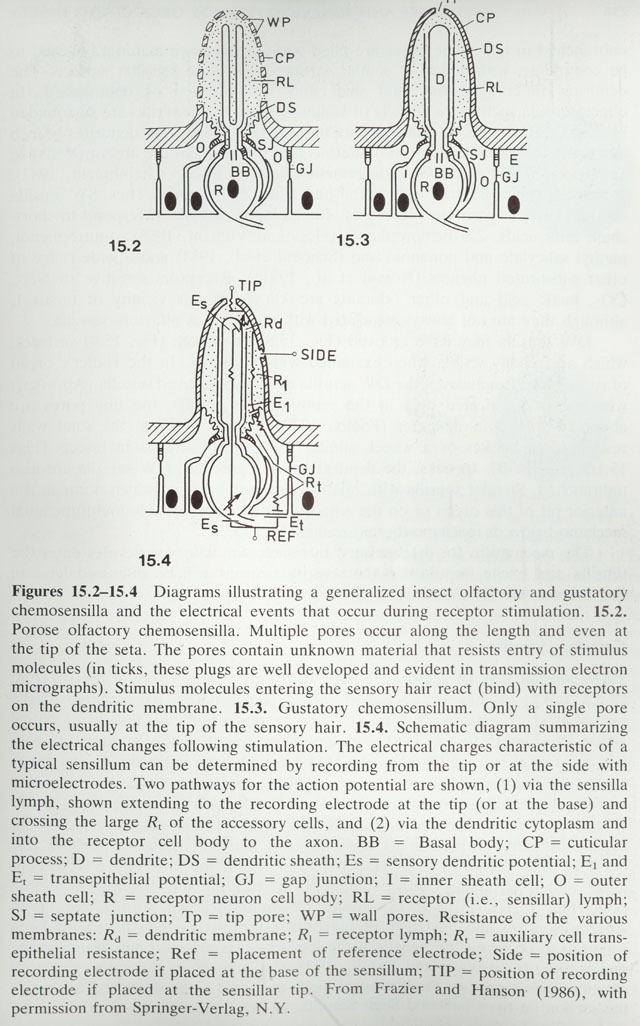 WP
CP
RL
DS
O
SJ
I
O
BB
R
GJ
15.2
CP
DS
D
RL
O
SJ
E
I
BB
O
GJ
R
15.3
TIP
Es
Rd
SIDE
R1
E1
GJ
Rt
Es
Et
REF
15.4
Figures 15.2–15.4 Diagrams illustrating a generalized insect olfactory and gustatory
chemosensilla and the electrical events that occur during receptor stimulation. 15.2.
Porose olfactory chemosensilla. Multiple pores occur along the length and even at
the tip of the seta. The pores contain unknown material that resists entry of stimulus
molecules (in ticks, these plugs are well developed and evident in transmission electron
micrographs). Stimulus molecules entering the sensory hair react (bind) with receptors
on the dendritic membrane. 15.3. Gustatory chemosensillum. Only a single pore
occurs, usually at the tip of the sensory hair. 15.4. Schematic diagram summarizing
the electrical changes following stimulation. The electrical charges characteristic of a
typical sensillum can be determined by recording from the tip or at the side with
microelectrodes. Two pathways for the action potential are shown, (1) via the sensilla
lymph, shown extending to the recording electrode at the tip (or at the base) and
crossing the large Rt of the accessory cells, and (2) via the dendritic cytoplasm and
into the receptor cell body to the axon. BB = Basal body; CP = cuticular
process; D = dendrite; DS = dendritic sheath; Es = sensory dendritic potential; E1 and
Et = transepithelial potential; GJ = gap junction; I = inner sheath cell; O = outer
sheath cell; R = receptor neuron cell body; RL = receptor (i.e., sensillar) lymph;
SJ = septate junction; Tp = tip pore; WP = wall pores. Resistance of the various
membranes: Rd = dendritic membrane; Rl = receptor lymph; Rt = auxiliary cell trans-
epithelial resistance; Ref = placement of reference electrode; Side = position of
recording electrode if placed at the base of the sensillum; TIP = position of recording
electrode if placed at the sensillar tip. From Frazier and Hanson (1986), with
permission from Springer-Verlag, N.Y.